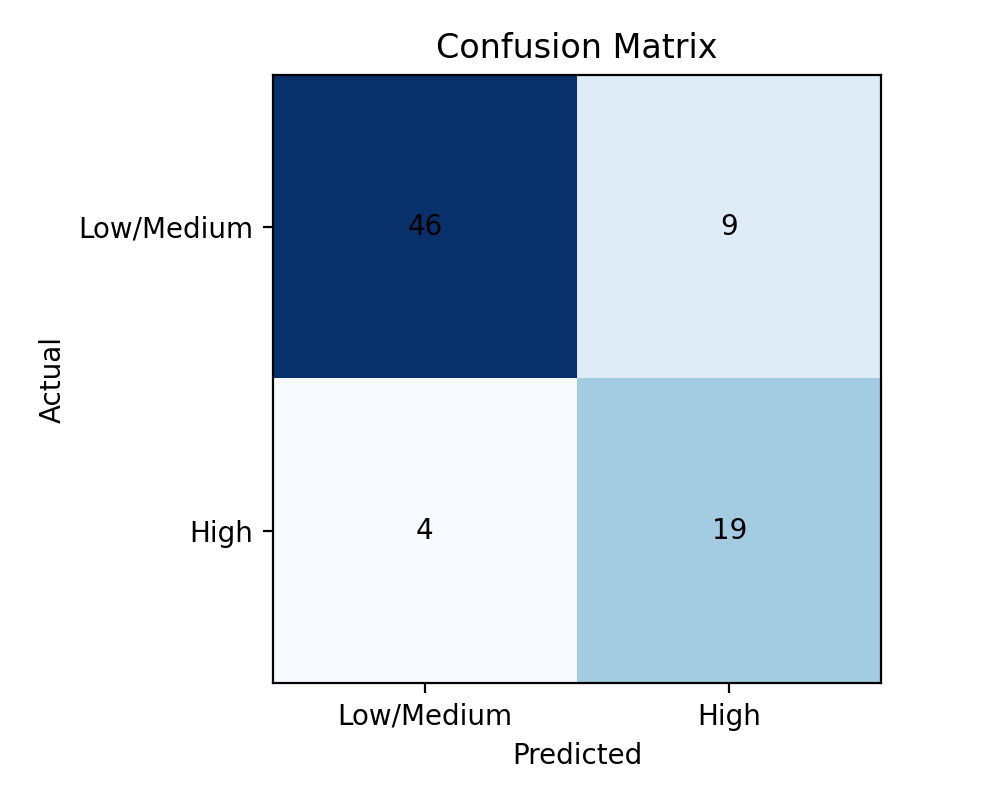 Confusion Matrix
Low/Medium
46
9
Actual
High
4
19
Low/Medium
High
Predicted